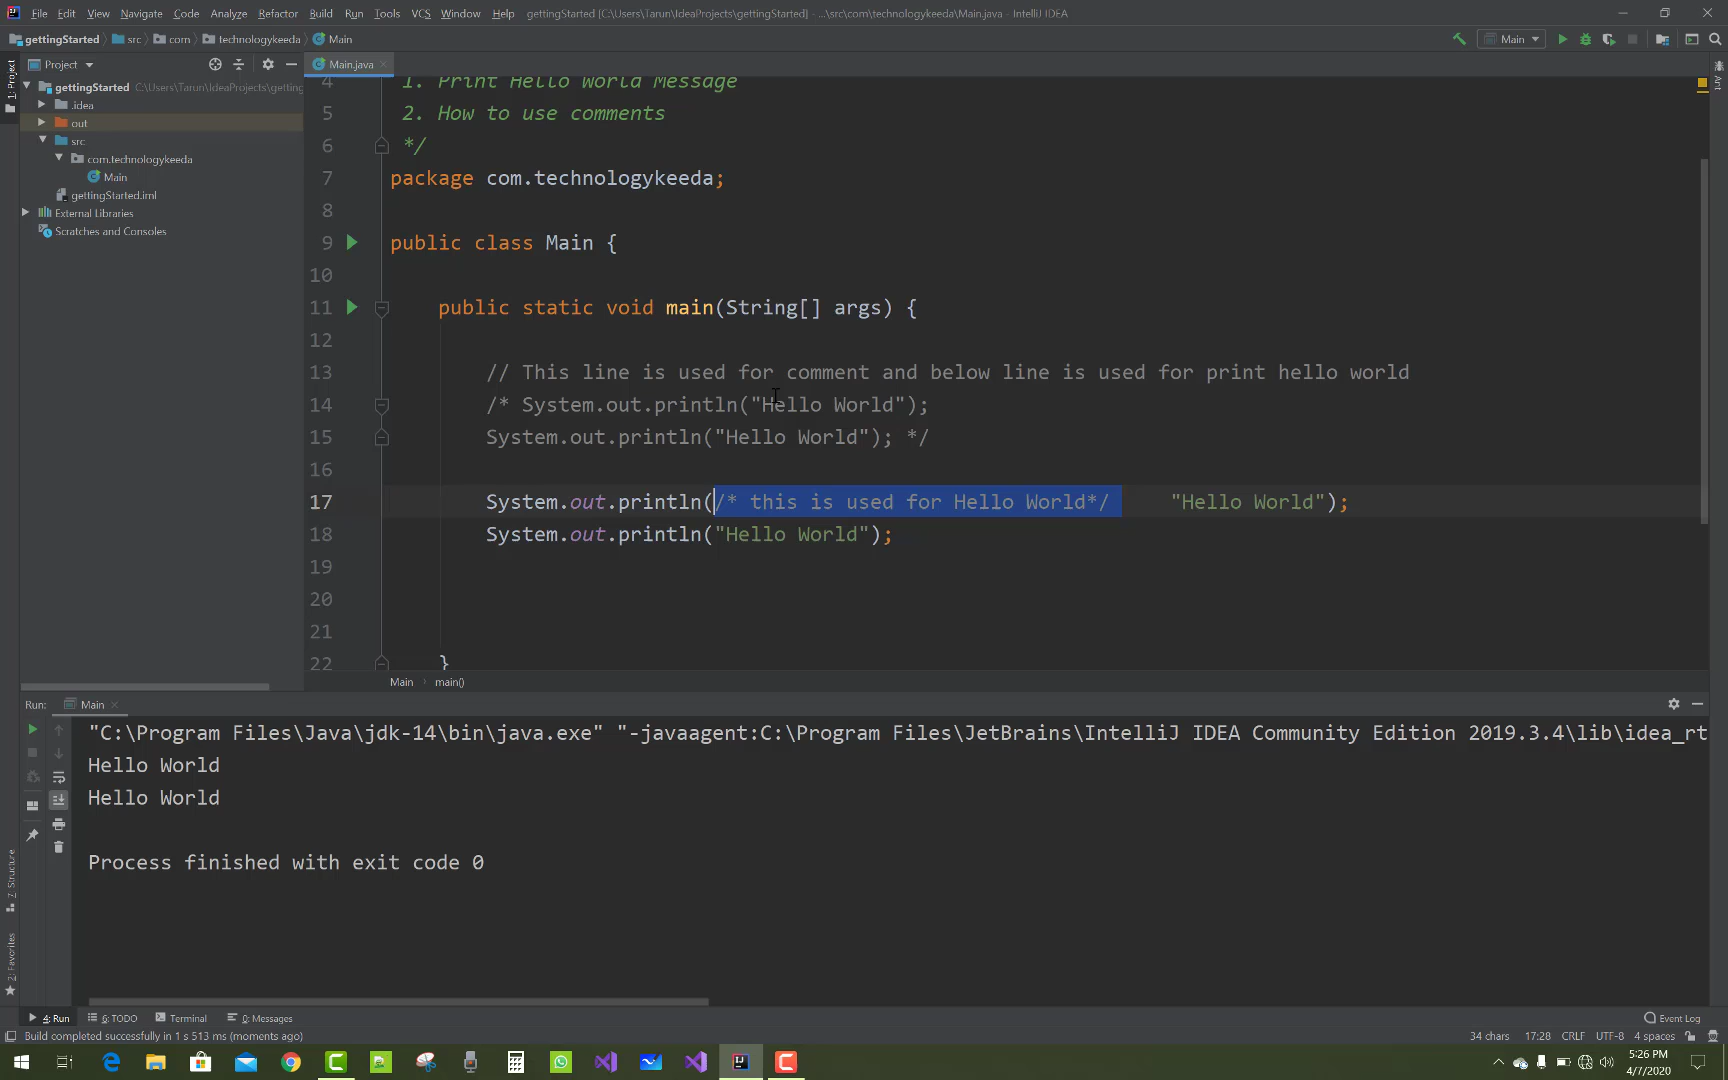 File Edit View Navigate Code Analyze Refactor Build Run Tools VCS Window Help gettingStarted [C:\Users\Tarun\IdeaProjects\gettingStarted] - ...\src\com\technologykeeda\Main.java - IntelliJ IDEA
gettingStarted src com technologykeeda Main
Main
1: Project
Project
Main.java
Ant
gettingStarted C:\Users\Tarun\IdeaProjects\getting
.idea
out
src
com.technologykeeda
Main
gettingStarted.iml
External Libraries
Scratches and Consoles
4 1. Print Hello World Message
5 2. How to use comments
6 */
7 package com.technologykeeda;
8
9 public class Main {
10
11 public static void main(String[] args) {
12
13 // This line is used for comment and below line is used for print hello world
14 /* System.out.println("Hello World");
15 System.out.println("Hello World"); */
16
17 System.out.println(/* this is used for Hello World*/ "Hello World");
18 System.out.println("Hello World");
19
20
21
22 }
Main main()
Run: Main
"C:\Program Files\Java\jdk-14\bin\java.exe" "-javaagent:C:\Program Files\JetBrains\IntelliJ IDEA Community Edition 2019.3.4\lib\idea_rt
Hello World
Hello World
Process finished with exit code 0
7: Structure
2: Favorites
4: Run 6: TODO Terminal 0: Messages Event Log
Build completed successfully in 1 s 513 ms (moments ago) 34 chars 17:28 CRLF UTF-8 4 spaces
5:26 PM
4/7/2020